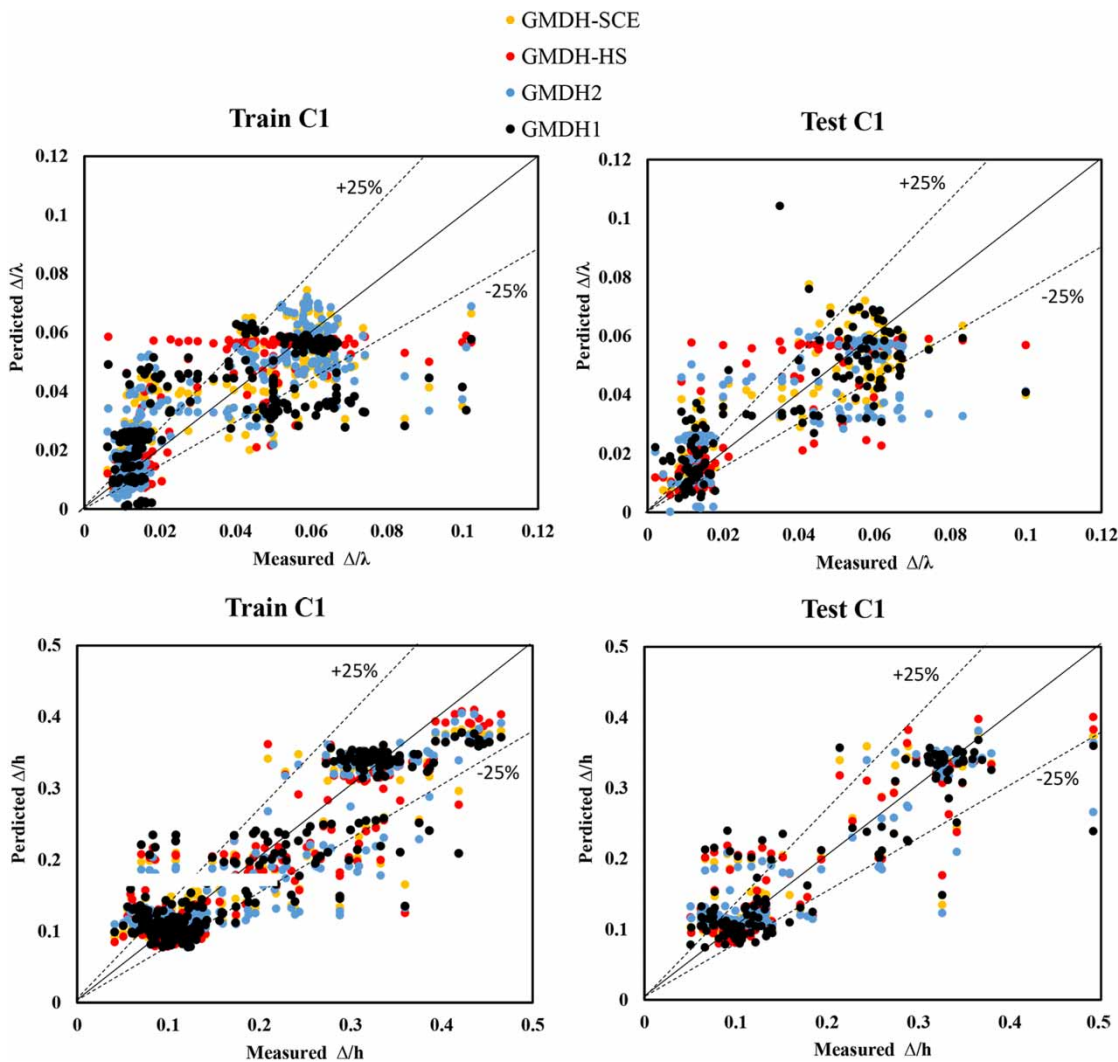 GMDH-SCE
GMDH-HS
GMDH2
GMDH1
Train C1
0.12
0.1
0.08
0.06
0.04
0.02
0
Perdicted Δ/λ
+25%
-25%
0 0.02 0.04 0.06 0.08 0.1 0.12
Measured Δ/λ
Test C1
0.12
0.1
0.08
0.06
0.04
0.02
0
Perdicted Δ/λ
+25%
-25%
0 0.02 0.04 0.06 0.08 0.1 0.12
Measured Δ/λ
Train C1
0.5
0.4
0.3
0.2
0.1
0
Perdicted Δ/h
+25%
-25%
0 0.1 0.2 0.3 0.4 0.5
Measured Δ/h
Test C1
0.5
0.4
0.3
0.2
0.1
0
Perdicted Δ/h
+25%
-25%
0 0.1 0.2 0.3 0.4 0.5
Measured Δ/h